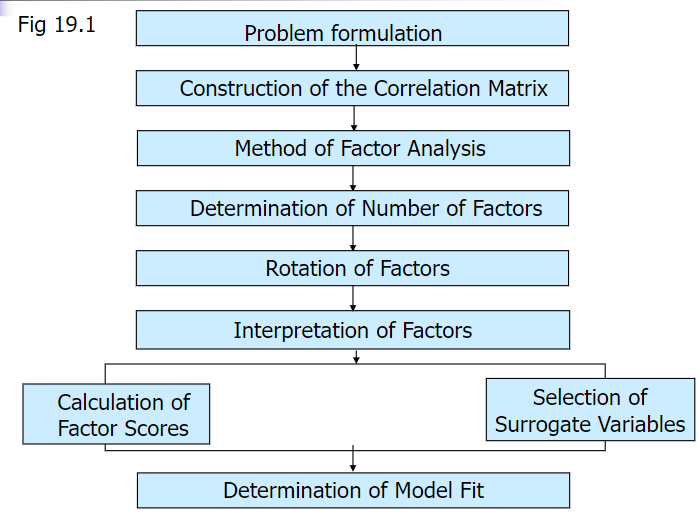 Fig 19.1
Problem formulation
Construction of the Correlation Matrix
Method of Factor Analysis
Determination of Number of Factors
Rotation of Factors
Interpretation of Factors
Calculation of
Factor Scores
Selection of
Surrogate Variables
Determination of Model Fit